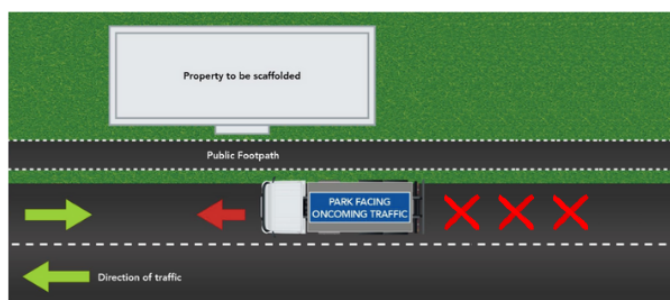 Property to be scaffolded
Public Footpath
PARK FACING
ONCOMING TRAFFIC
Direction of traffic